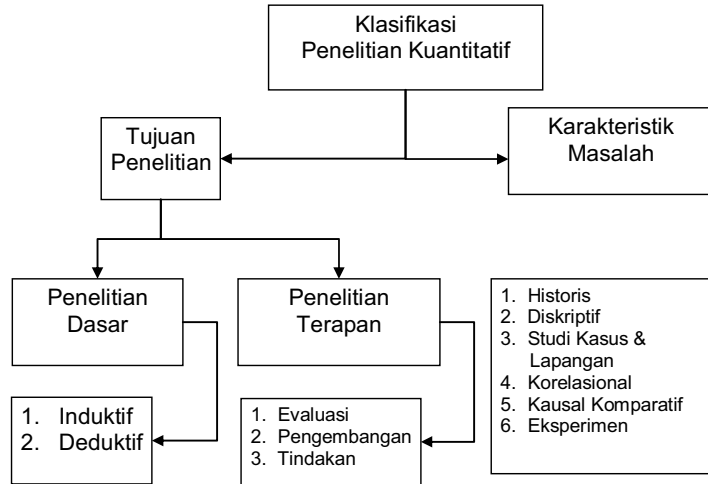 Klasifikasi
Penelitian Kuantitatif
Tujuan
Penelitian
Karakteristik
Masalah
Penelitian
Dasar
Penelitian
Terapan
1. Historis
2. Diskriptif
3. Studi Kasus &
Lapangan
4. Korelasional
5. Kausal Komparatif
6. Eksperimen
1. Induktif
2. Deduktif
1. Evaluasi
2. Pengembangan
3. Tindakan